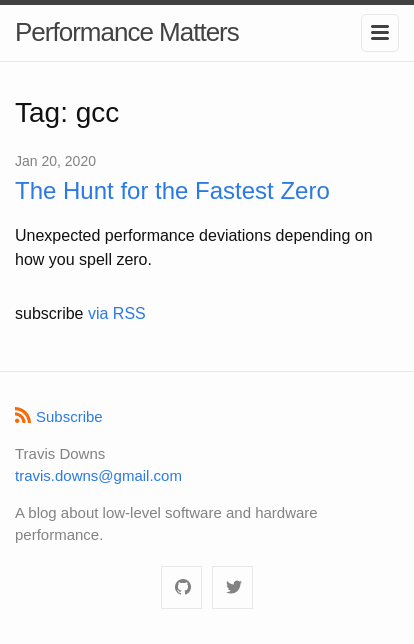 Performance Matters
Tag: gcc
Jan 20, 2020
The Hunt for the Fastest Zero
Unexpected performance deviations depending on
how you spell zero.
subscribe via RSS
Subscribe
Travis Downs
travis.downs@gmail.com
A blog about low-level software and hardware
performance.